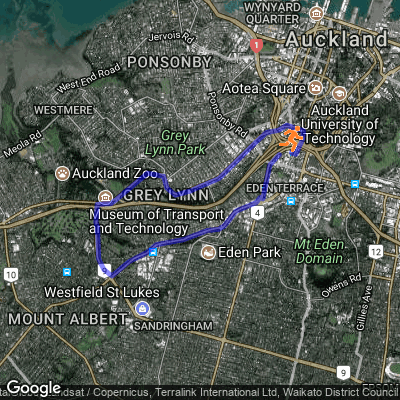 WYNYARD
QUARTER
Jervois Rd
Auckland
1
PONSONBY
West End Road
Aotea Square
WESTMERE
Ponsonby Rd
Auckland
University of
Technology
Meola Rd
Grey
Lynn Park
Auckland Zoo
GREY LYNN
EDEN TERRACE
Museum of Transport
and Technology
4
Eden Park
Mt Eden
Domain
12
10
Westfield St Lukes
Owens Rd
Gillies Ave
MOUNT ALBERT
SANDRINGHAM
9
Google
Landsat / Copernicus, Terralink International Ltd, Waikato District Council